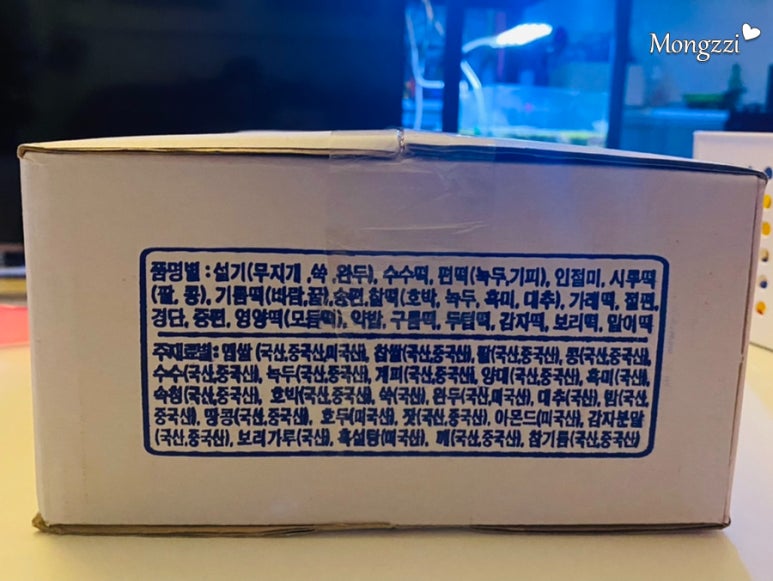 Mongzzi
쫌명별 : 설기(무지개 ,쑥 ,완두), 수수떡, 편떡(녹두,기피), 인절미, 시루떡
(팥, 콩), 기름떡(바람,꿀),송편,찰떡(호박, 녹두, 흑미, 대추), 가래떡, 절편,
경단, 중편, 영양떡(모듬떡), 약밥, 구름떡, 두텁떡, 감자떡, 보리떡, 말어떡
주재료별: 멥쌀 (국산,중국산,미국산), 찹쌀(국산,중국산), 팥(국산,중국산), 콩(국산,중국산),
수수(국산,중국산), 녹두(국산,중국산), 계피(국산,중국산), 양대(국산,중국산), 흑미(국산),
속청(국산,중국산), 호박(국산,중국산), 쑥(국산), 완두(국산,미국산), 대추(국산), 밤(국산,
중국산), 땅콩(국산,중국산), 호두(미국산), 잣(국산,중국산), 아몬드(미국산), 감자분말
(국산,중국산), 보리가루(국산), 흑설탕(미국산), 깨(국산,중국산), 참기름(국산,중국산)